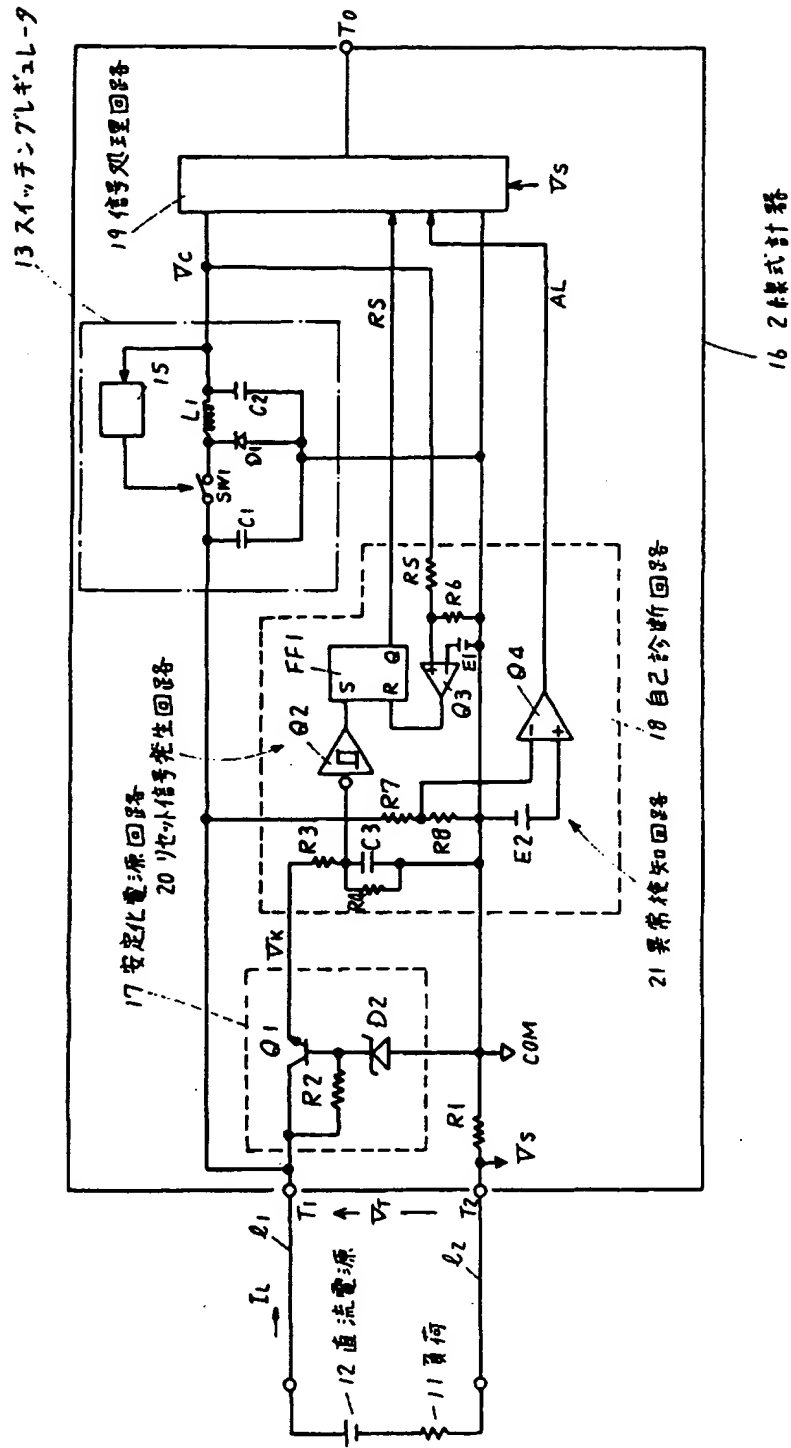 13 スイッチングレギュレータ
19 信号処理回路
20 リセット信号発生回路
17 安定化電源回路
15
L1
SW1
C1
D1
C2
VC
T0
VS
RS
AL
FF1
S
R
Q
Q2
R5
R6
E1
Q3
+
Q4
-
+
R3
C3
R4
R7
R8
E2
VK
Q1
R2
D2
R1
COM
VS
T1
VT
T2
l1
l2
IL
12 直流電源
11 負荷
18 自己診断回路
21 異常検知回路
16 2線式計器